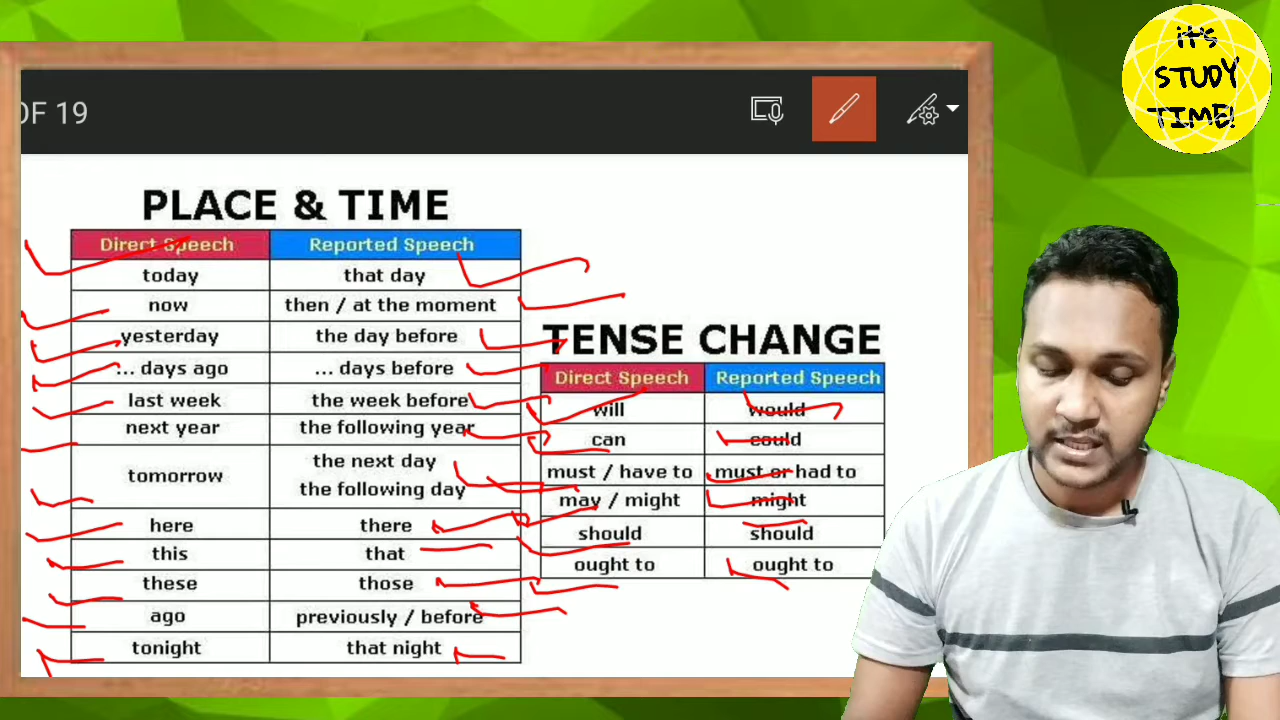 OF 19
it's
STUDY
TIME!
PLACE & TIME
Direct Speech Reported Speech
today that day
now then / at the moment
yesterday the day before
... days ago ... days before
last week the week before
next year the following year
tomorrow the next day
the following day
here there
this that
these those
ago previously / before
tonight that night
TENSE CHANGE
Direct Speech Reported Speech
will would
can could
must / have to must or had to
may / might might
should should
ought to ought to